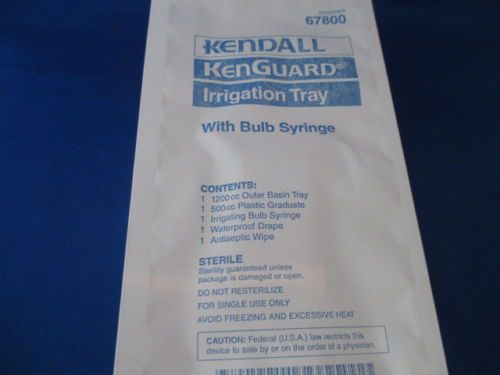 REORDER
67800
KENDALL
KENGUARD®
Irrigation Tray
With Bulb Syringe
CONTENTS:
1 1200cc Outer Basin Tray
1 500cc Plastic Graduate
1 Irrigating Bulb Syringe
1 Waterproof Drape
1 Antiseptic Wipe
STERILE
Sterility guaranteed unless
package is damaged or open.
DO NOT RESTERILIZE
FOR SINGLE USE ONLY
AVOID FREEZING AND EXCESSIVE HEAT
CAUTION: Federal (U.S.A.) law restricts this
device to sale by or on the order of a physician.